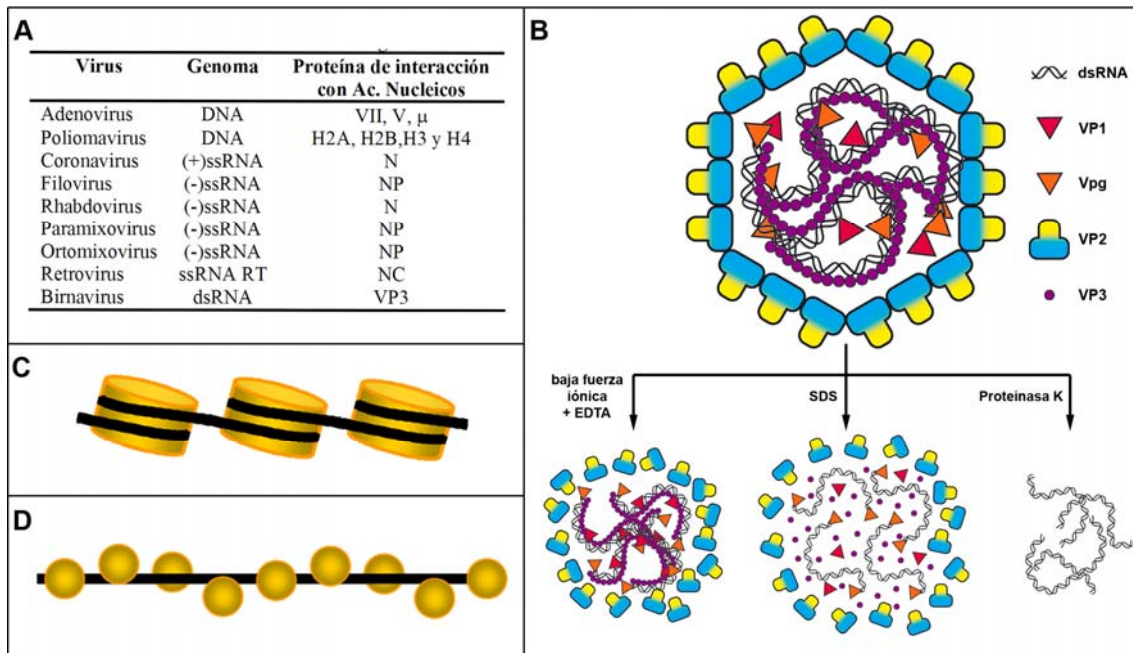 A
Virus Genoma Proteína de interacción
con Ac. Nucleicos
Adenovirus DNA VII, V, μ
Poliomavirus DNA H2A, H2B,H3 y H4
Coronavirus (+)ssRNA N
Filovirus (-)ssRNA NP
Rhabdovirus (-)ssRNA N
Paramixovirus (-)ssRNA NP
Ortomixovirus (-)ssRNA NP
Retrovirus ssRNA RT NC
Birnavirus dsRNA VP3
B
dsRNA
VP1
Vpg
VP2
VP3
baja fuerza
iónica
+ EDTA
SDS
Proteinasa K
C
D